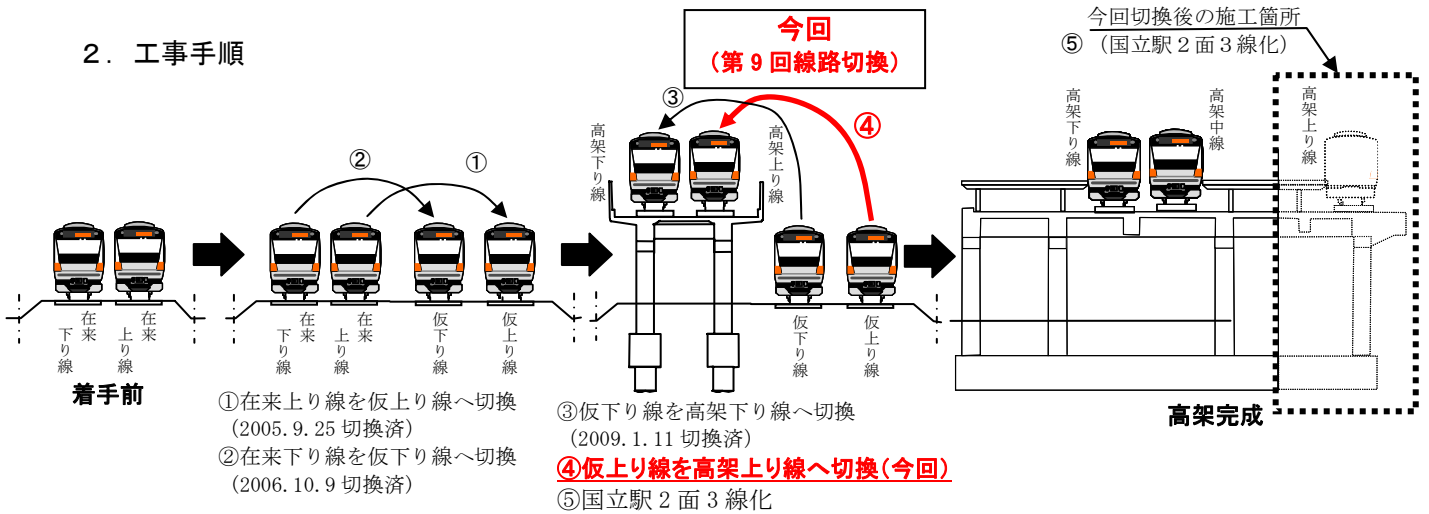 ２．工事手順
今回
（第９回線路切換）
今回切換後の施工箇所
⑤（国立駅２面３線化）
②
①
③
④
高架下り線
高架上り線
高架下り線
高架中線
高架上り線
在来
下り線
在来
上り線
在来
下り線
在来
上り線
仮下り線
仮上り線
仮下り線
仮上り線
着手前
高架完成
①在来上り線を仮上り線へ切換
(2005.9.25 切換済)
②在来下り線を仮下り線へ切換
(2006.10.9 切換済)
③仮下り線を高架下り線へ切換
(2009.1.11 切換済)
④仮上り線を高架上り線へ切換(今回)
⑤国立駅２面３線化